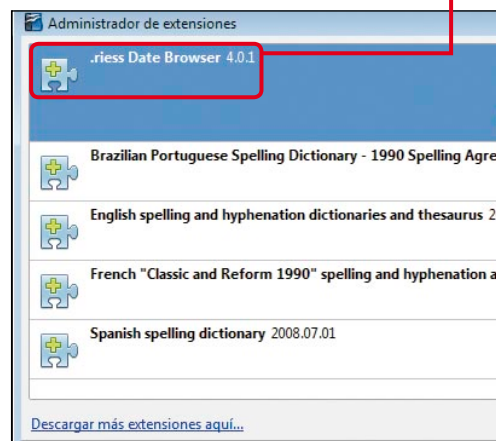 Administrador de extensiones
.riess Date Browser 4.0.1
Brazilian Portuguese Spelling Dictionary - 1990 Spelling Agre
English spelling and hyphenation dictionaries and thesaurus 2
French "Classic and Reform 1990" spelling and hyphenation a
Spanish spelling dictionary 2008.07.01
Descargar más extensiones aquí...